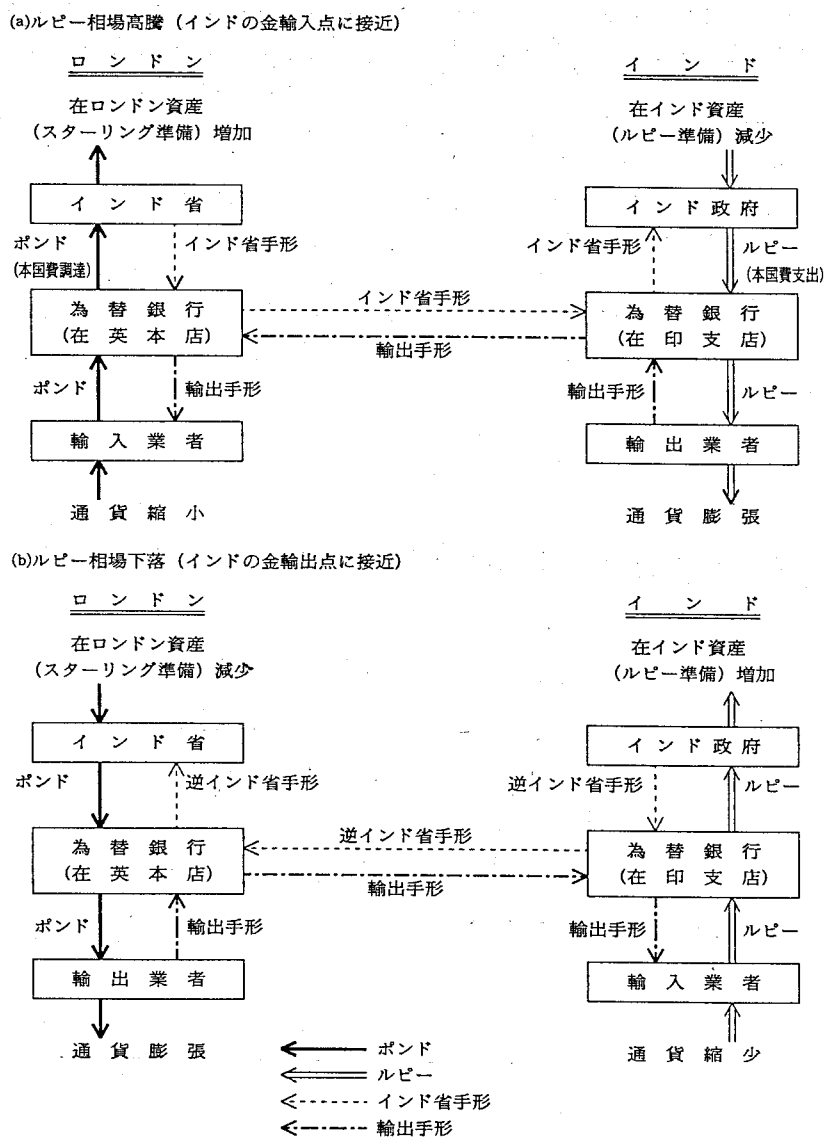 (a)ルピー相場高騰（インドの金輸入点に接近）
ロンドン
インド
在ロンドン資産
(スターリング準備）増加
在インド資産
(ルピー準備）減少
インド省
インド政府
ポンド
(本国費調達)
インド省手形
インド省手形
ルピー
(本国費支出)
為替銀行
(在英本店)
インド省手形
輸出手形
為替銀行
(在印支店)
ポンド
輸出手形
輸出手形
ルピー
輸入業者
輸出業者
通貨縮小
通貨膨張
(b)ルピー相場下落（インドの金輸出点に接近）
ロンドン
インド
在ロンドン資産
(スターリング準備）減少
在インド資産
(ルピー準備）増加
インド省
インド政府
ポンド
逆インド省手形
逆インド省手形
ルピー
為替銀行
(在英本店)
逆インド省手形
輸出手形
為替銀行
(在印支店)
ポンド
輸出手形
輸出手形
ルピー
輸出業者
輸入業者
通貨膨張
通貨縮少
ポンド
ルピー
インド省手形
輸出手形